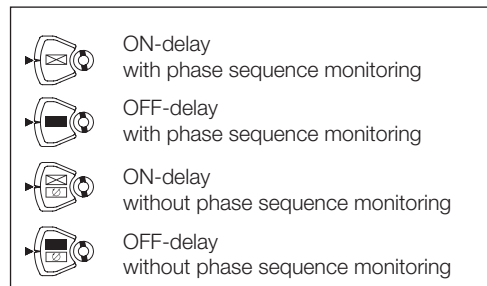 ON-delay
with phase sequence monitoring
OFF-delay
with phase sequence monitoring
ON-delay
without phase sequence monitoring
OFF-delay
without phase sequence monitoring